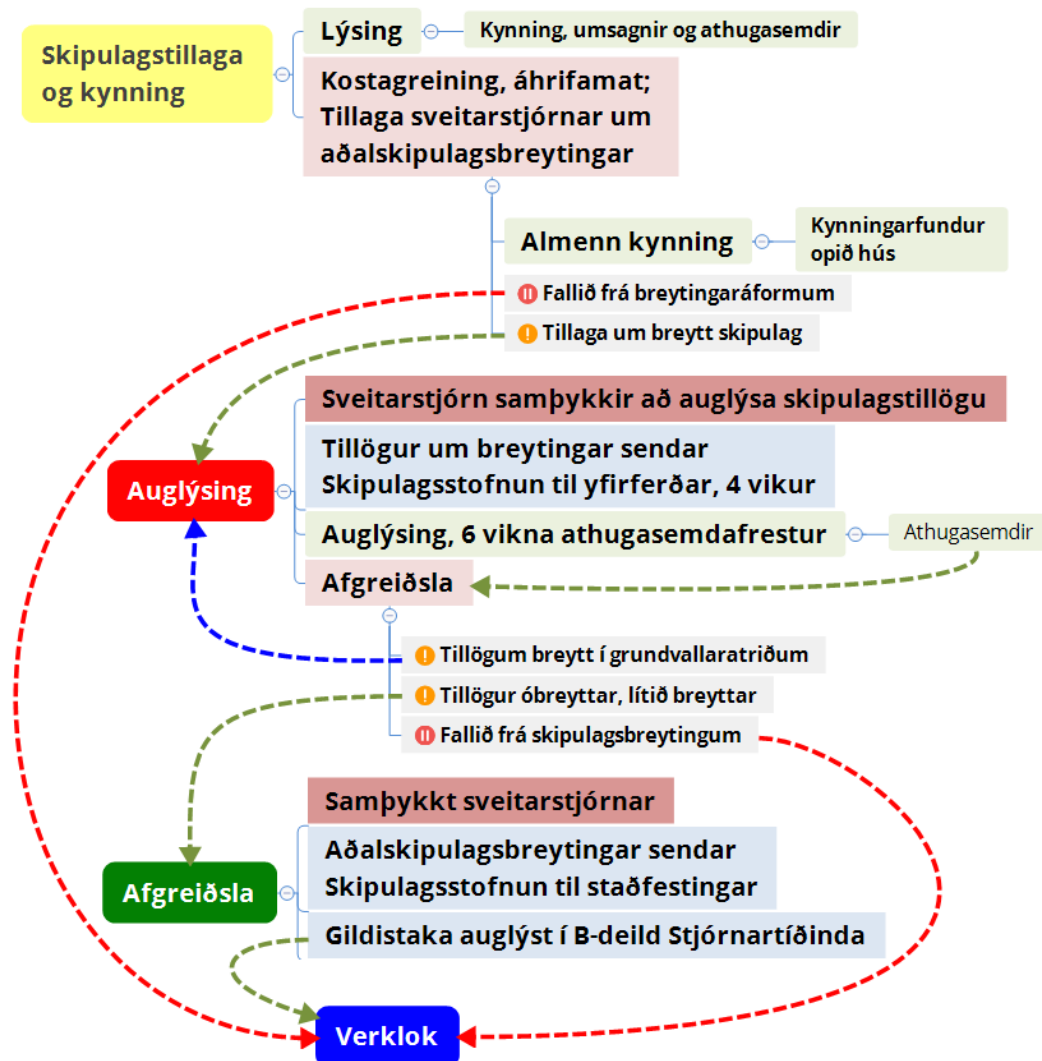 Skipulagstillaga
og kynning
Lýsing
Kynning, umsagnir og athugasemdir
Kostagreining, áhrifamat;
Tillaga sveitarstjórnar um
aðalskipulagsbreytingar
Almenn kynning
Kynningarfundur
opið hús
Fallið frá breytingaráformum
Tillaga um breytt skipulag
Auglýsing
Sveitarstjórn samþykkir að auglýsa skipulagstillögu
Tillögur um breytingar sendar
Skipulagsstofnun til yfirferðar, 4 vikur
Auglýsing, 6 vikna athugasemdafrestur
Athugasemdir
Afgreiðsla
Tillögum breytt í grundvallaratriðum
Tillögur óbreyttar, lítið breyttar
Fallið frá skipulagsbreytingum
Afgreiðsla
Samþykkt sveitarstjórnar
Aðalskipulagsbreytingar sendar
Skipulagsstofnun til staðfestingar
Gildistaka auglýst í B-deild Stjórnartíðinda
Verklok